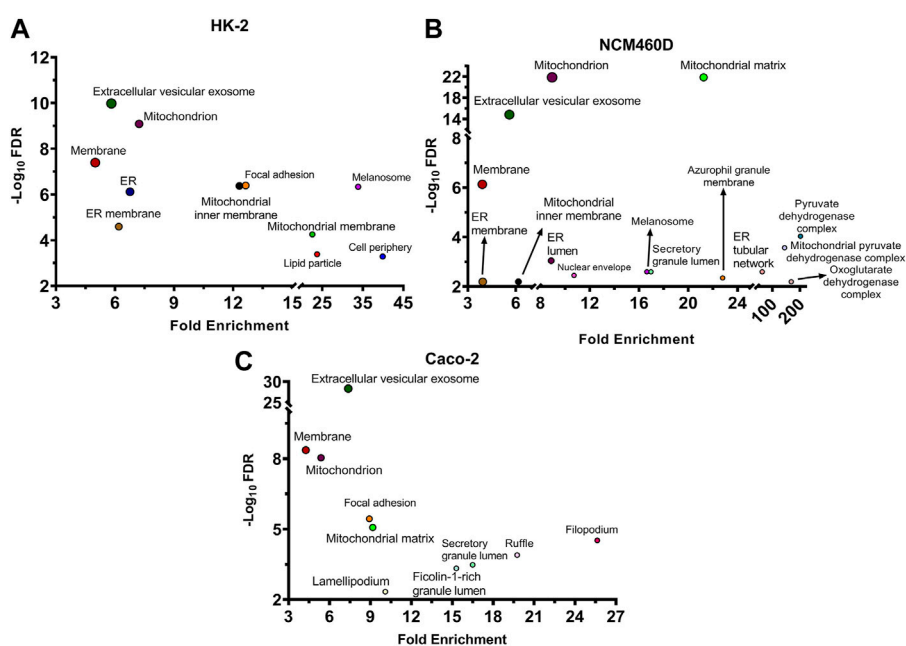 A
HK-2
12
10
8
6
4
2
-Log10 FDR
Extracellular vesicular exosome
Mitochondrion
Membrane
ER
ER membrane
Focal adhesion
Mitochondrial
inner membrane
Melanosome
Mitochondrial membrane
Lipid particle
Cell periphery
3 6 9 12 15 25 35 45
Fold Enrichment
B
NCM460D
22
18
14
8
6
4
2
-Log10 FDR
Mitochondrion
Mitochondrial matrix
Extracellular vesicular exosome
Membrane
Azurophil granule
membrane
ER
membrane
Mitochondrial
inner membrane
ER
lumen
Nuclear envelope
Melanosome
Secretory
granule lumen
ER
tubular
network
Pyruvate
dehydrogenase
complex
Mitochondrial pyruvate
dehydrogenase complex
Oxoglutarate
dehydrogenase
complex
3 6 8 12 16 20 24 100 200
Fold Enrichment
C
Caco-2
30
25
8
5
2
-Log10 FDR
Extracellular vesicular exosome
Membrane
Mitochondrion
Focal adhesion
Mitochondrial matrix
Secretory
granule lumen
Ruffle
Filopodium
Lamellipodium
Ficolin-1-rich
granule lumen
3 6 9 12 15 18 21 24 27
Fold Enrichment